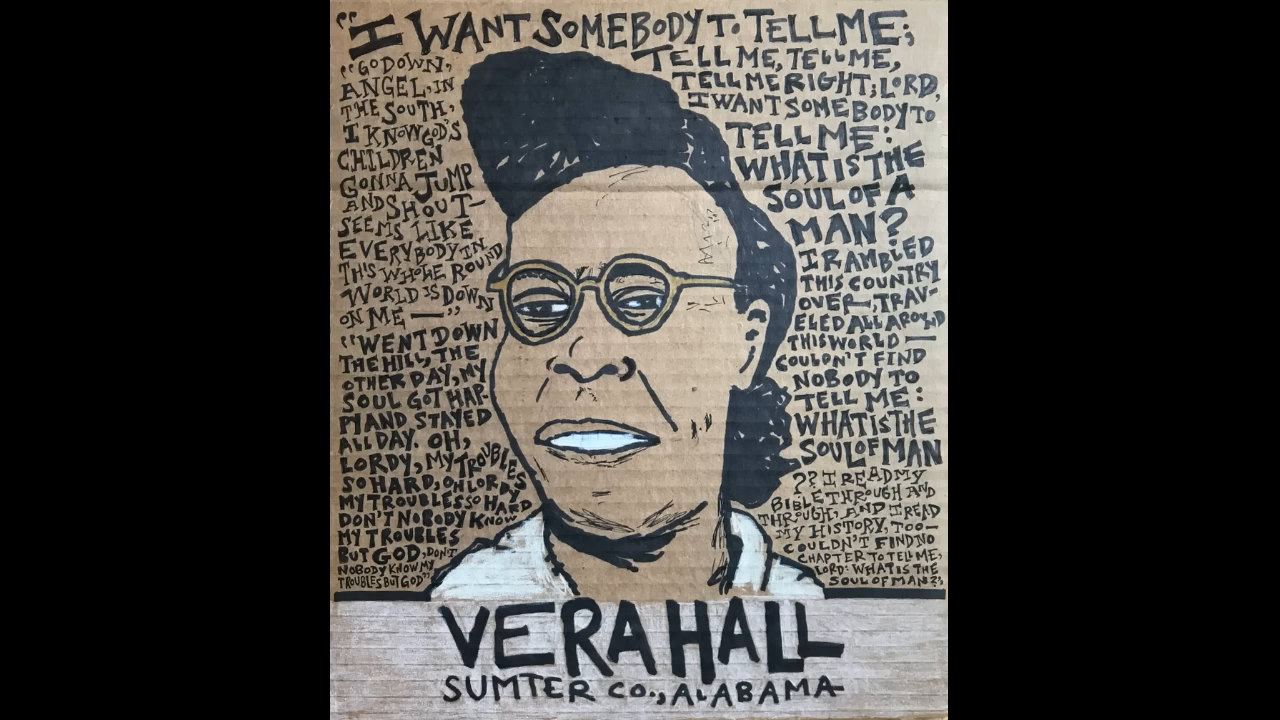 "I WANT SOMEBODY TO TELL ME;
TELL ME, TELL ME,
TELL ME RIGHT; LORD,
I WANT SOMEBODY TO
TELL ME:
WHAT IS THE
SOUL OF A
MAN?
I RAMBLED
THIS COUNTRY
OVER—, TRAV-
ELED ALL AROUND
THIS WORLD —
COULDN'T FIND
NOBODY TO
TELL ME:
WHAT IS THE
SOUL OF MAN
?? I READ MY
BIBLE THROUGH AND
THROUGH, AND I READ
MY HISTORY, TOO—
COULDN'T FIND NO
CHAPTER TO TELL ME,
LORD: WHAT IS THE
SOUL OF MAN?"
"GO DOWN,
ANGEL, IN
THE SOUTH,
I KNOW GOD'S
CHILDREN
GONNA JUMP
AND SHOUT—
SEEMS LIKE
EVERYBODY IN
THIS WHOLE ROUND
WORLD IS DOWN
ON ME —"
"WENT DOWN
THE HILL, THE
OTHER DAY, MY
SOUL GOT HAP-
PY AND STAYED
ALL DAY. OH,
LORDY, MY TROUBLES
SO HARD, OH LORDY
MY TROUBLES SO HARD
DON'T NOBODY KNOW
MY TROUBLES
BUT GOD, DON'T
NOBODY KNOW MY
TROUBLES BUT GOD"
VERA HALL
SUMTER CO., ALABAMA